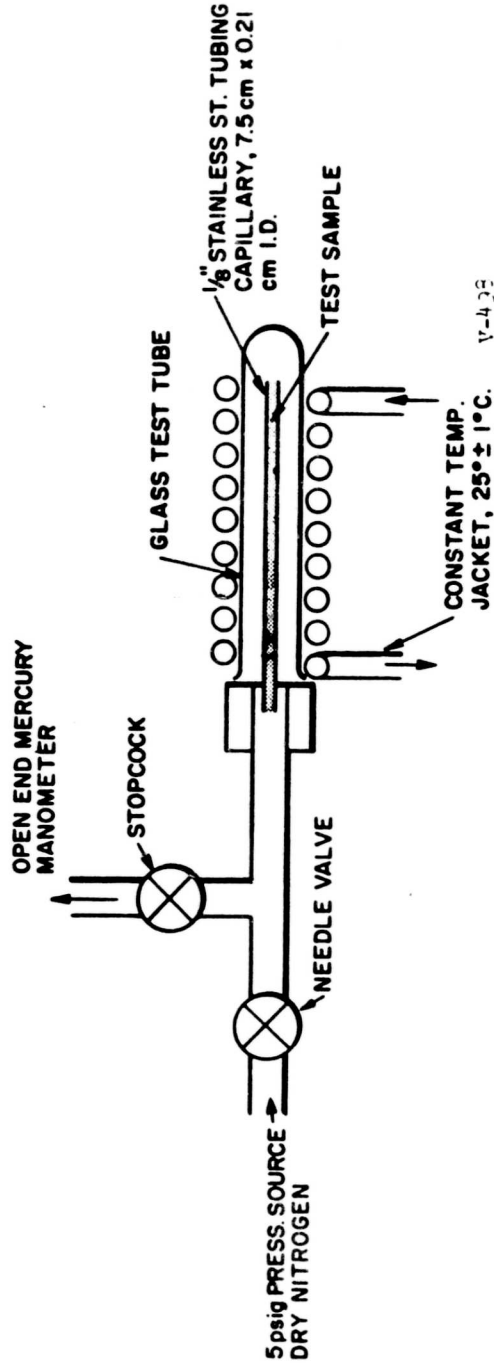 OPEN END MERCURY
MANOMETER
STOPCOCK
GLASS TEST TUBE
1/8" STAINLESS ST. TUBING
CAPILLARY, 7.5 cm x 0.21
cm I.D.
TEST SAMPLE
5 psig PRESS. SOURCE
DRY NITROGEN
NEEDLE VALVE
CONSTANT TEMP.
JACKET, 25° ± 1°C.